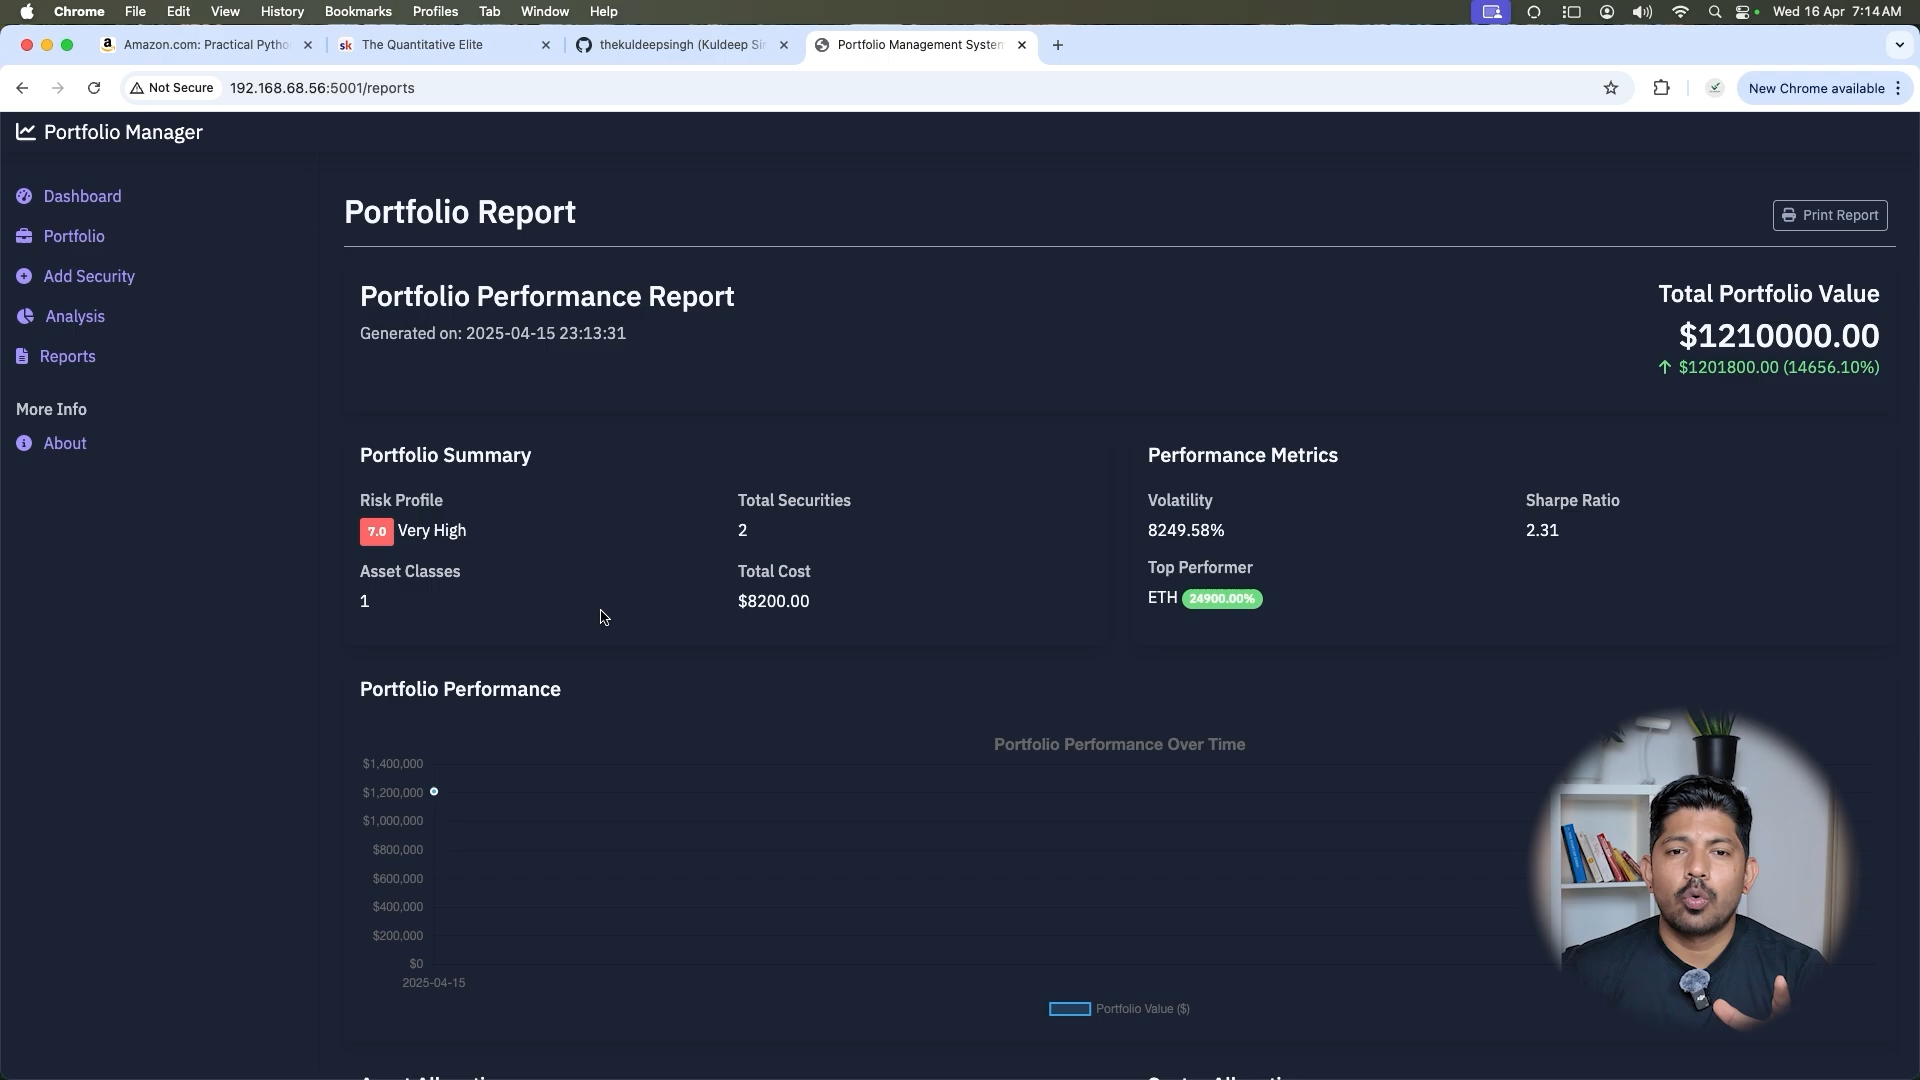 Chrome File Edit View History Bookmarks Profiles Tab Window Help Wed 16 Apr 7:14 AM
Amazon.com: Practical Pytho The Quantitative Elite thekuldeepsingh (Kuldeep Sin Portfolio Management System
Not Secure 192.168.68.56:5001/reports New Chrome available
Portfolio Manager
Dashboard
Portfolio
Add Security
Analysis
Reports
More Info
About
Portfolio Report
Print Report
Portfolio Performance Report
Generated on: 2025-04-15 23:13:31
Total Portfolio Value
$1210000.00
↑ $1201800.00 (14656.10%)
Portfolio Summary
Risk Profile Total Securities
7.0 Very High 2
Asset Classes Total Cost
1 $8200.00
Performance Metrics
Volatility Sharpe Ratio
8249.58% 2.31
Top Performer
ETH 24900.00%
Portfolio Performance
Portfolio Performance Over Time
$1,400,000
$1,200,000
$1,000,000
$800,000
$600,000
$400,000
$200,000
$0
2025-04-15
Portfolio Value ($)